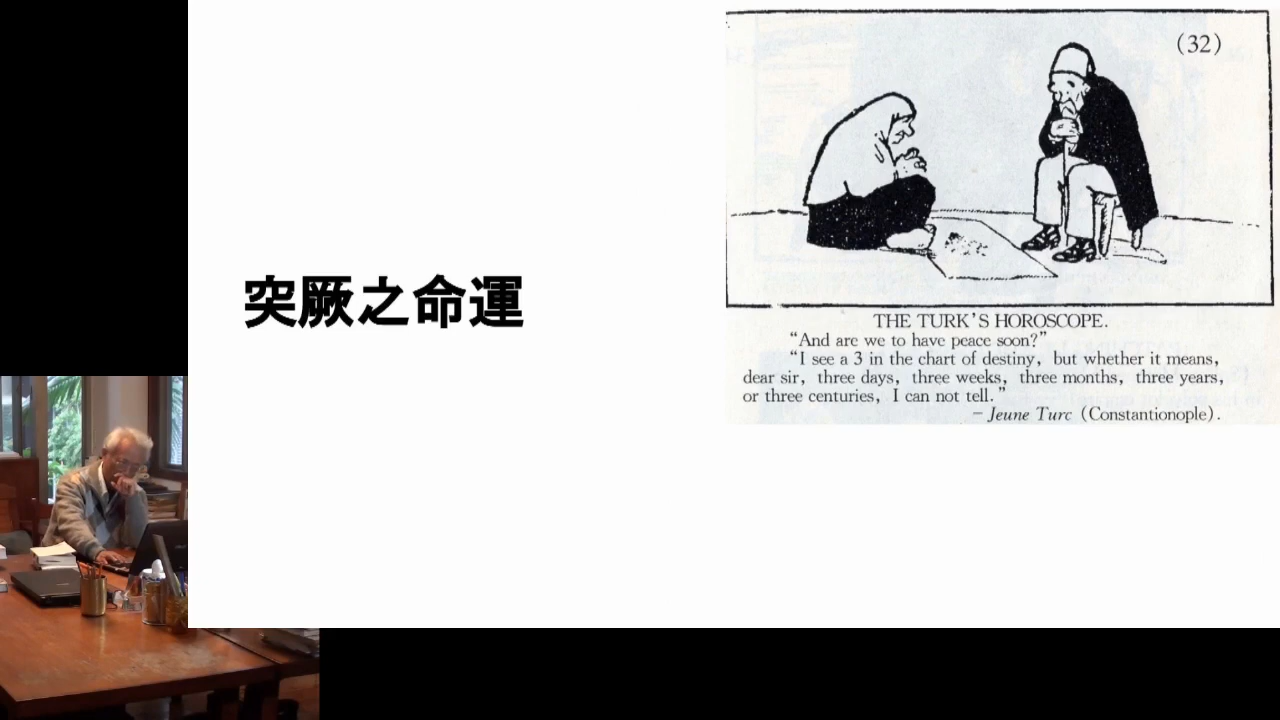 突厥之命運
(32)
THE TURK'S HOROSCOPE.
"And are we to have peace soon?"
"I see a 3 in the chart of destiny, but whether it means,
dear sir, three days, three weeks, three months, three years,
or three centuries, I can not tell."
– Jeune Turc (Constantionople).